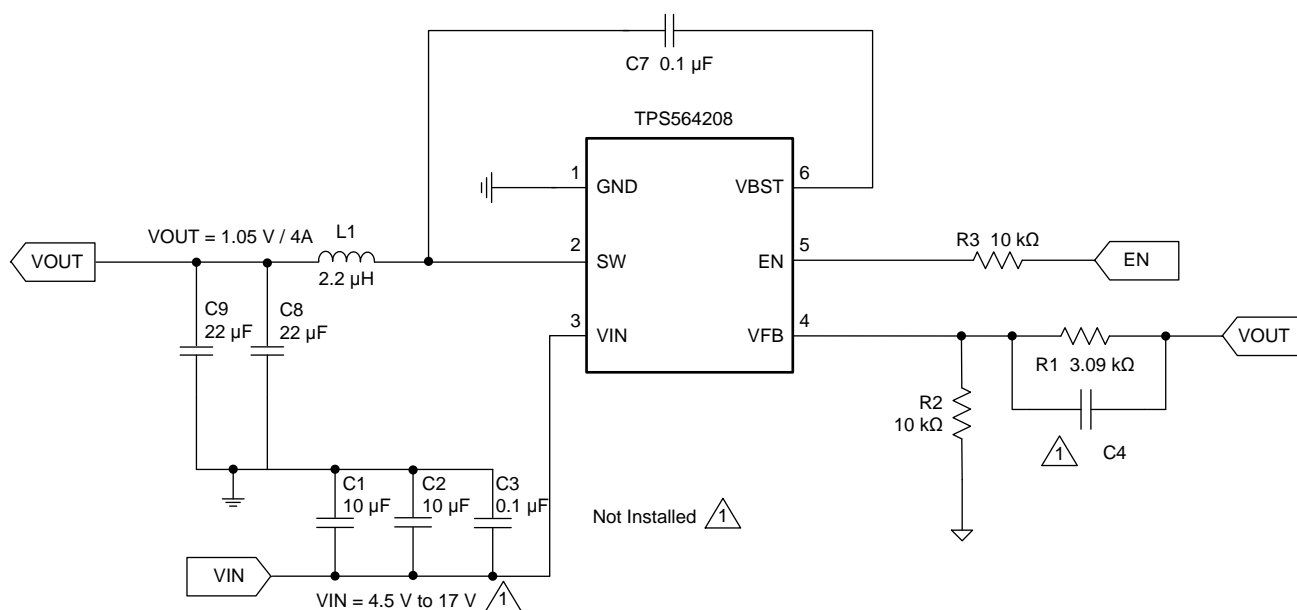 C7 0.1 µF
TPS564208
1
GND
VBST
6
VOUT = 1.05 V / 4A
L1
2
SW
EN
5
R3 10 kΩ
EN
VOUT
2.2 µH
C9
22 µF
C8
22 µF
3
VIN
VFB
4
VOUT
R1 3.09 kΩ
R2
10 kΩ
1
C4
C1
10 µF
C2
10 µF
C3
0.1 µF
Not Installed 1
VIN
VIN = 4.5 V to 17 V 1